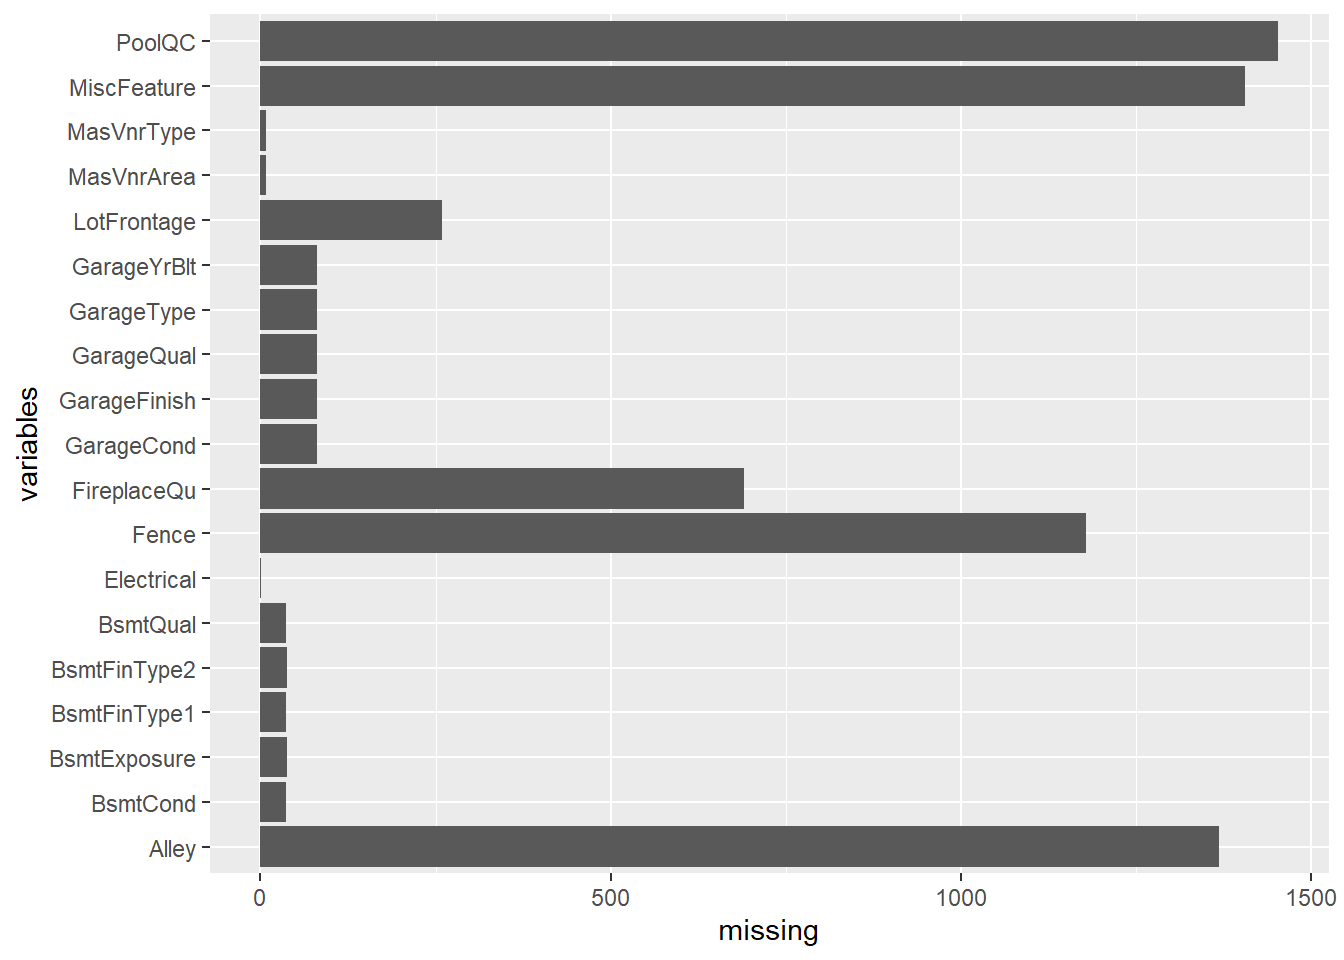 PoolQC
MiscFeature
MasVnrType
MasVnrArea
LotFrontage
GarageYrBlt
GarageType
GarageQual
GarageFinish
GarageCond
FireplaceQu
Fence
Electrical
BsmtQual
BsmtFinType2
BsmtFinType1
BsmtExposure
BsmtCond
Alley
variables
0 500 1000 1500
missing